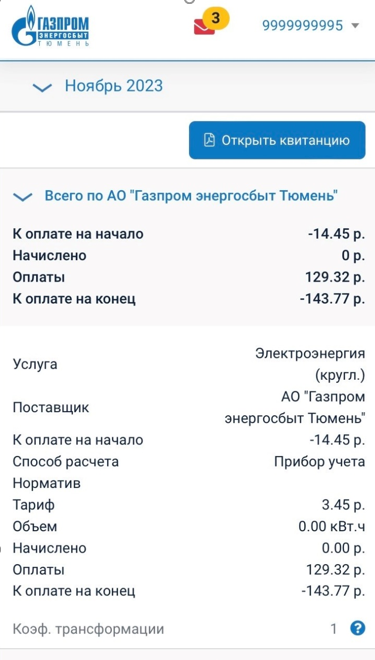 ГАЗПРОМ
ЭНЕРГОСБЫТ
ТЮМЕНЬ
3
9999999995
Ноябрь 2023
Открыть квитанцию
Всего по АО "Газпром энергосбыт Тюмень"
К оплате на начало -14.45 р.
Начислено 0 р.
Оплаты 129.32 р.
К оплате на конец -143.77 р.
Услуга Электроэнергия
(кругл.)
Поставщик АО "Газпром
энергосбыт Тюмень"
К оплате на начало -14.45 р.
Способ расчета Прибор учета
Норматив
Тариф 3.45 р.
Объем 0.00 кВт.ч
Начислено 0.00 р.
Оплаты 129.32 р.
К оплате на конец -143.77 р.
Коэф. трансформации 1 ?